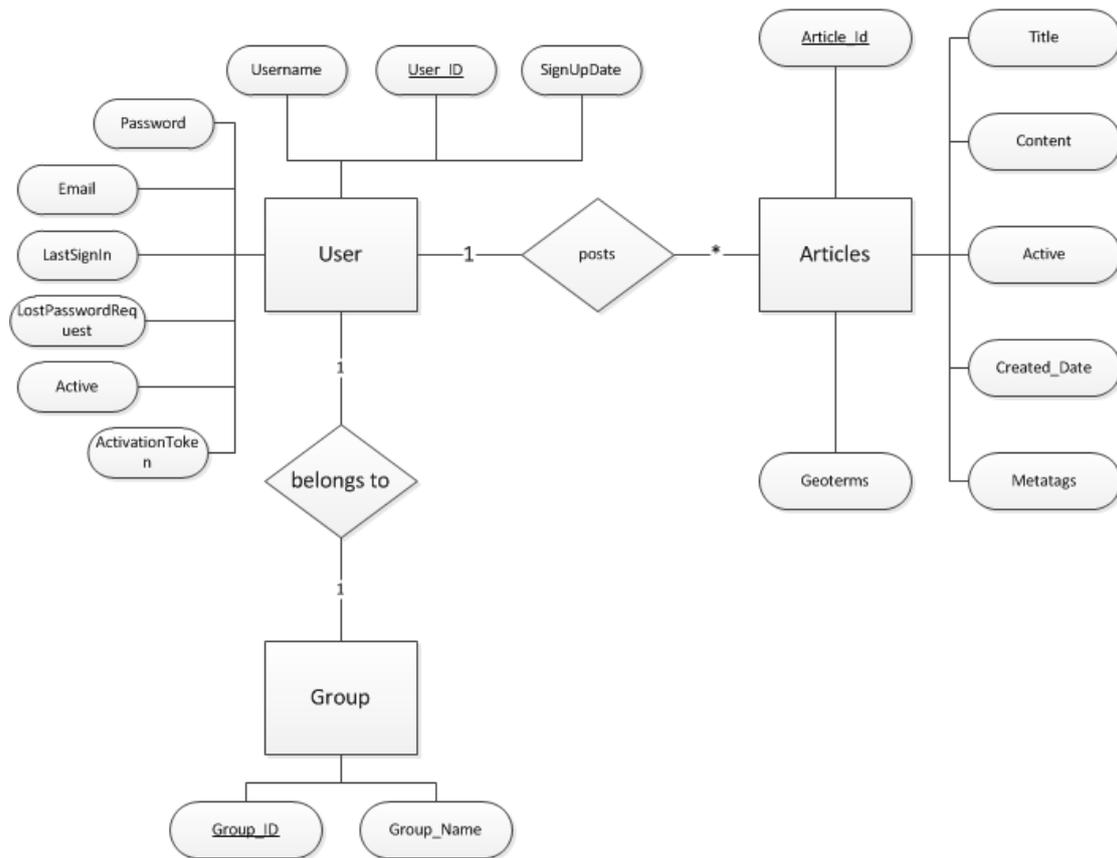 Article_Id
Title
Username
User_ID
SignUpDate
Password
Content
Email
LastSignIn
User
1
posts
*
Articles
Active
LostPasswordReq
uest
1
Created_Date
Active
ActivationToke
n
belongs to
Geoterms
Metatags
1
Group
Group_ID
Group_Name